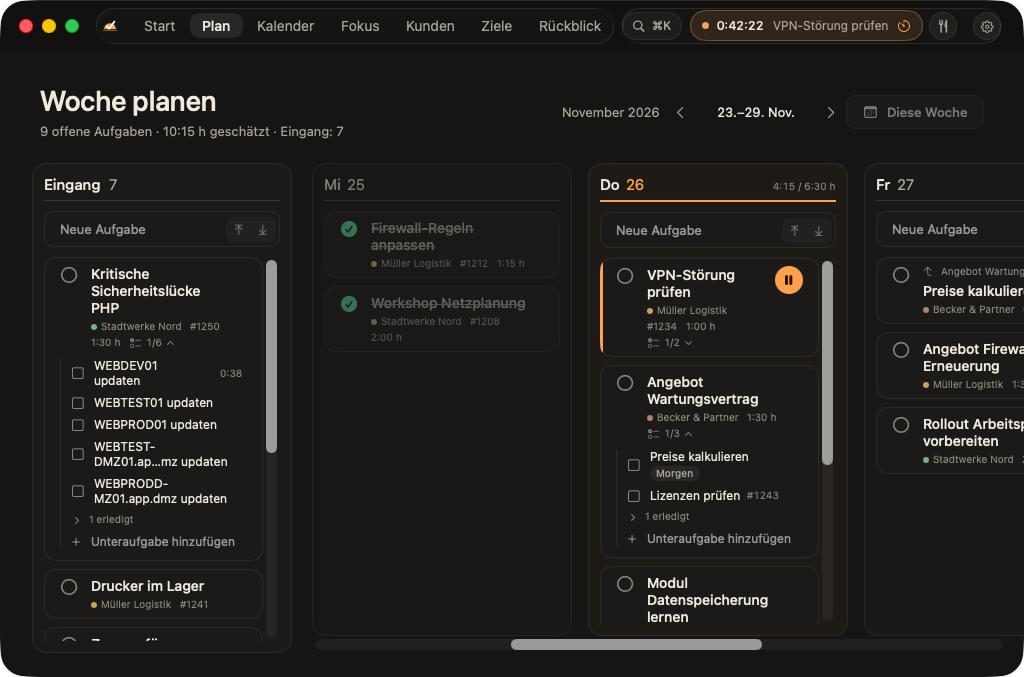 Start Plan Kalender Fokus Kunden Ziele Rückblick ⌘K 0:42:22 VPN-Störung prüfen
Woche planen
9 offene Aufgaben · 10:15 h geschätzt · Eingang: 7
November 2026 23.–29. Nov. Diese Woche
Eingang 7
Neue Aufgabe
Kritische
Sicherheitslücke
PHP
Stadtwerke Nord #1250
1:30 h 1/6
WEBDEV01
updaten
0:38
WEBTEST01 updaten
WEBPROD01 updaten
WEBTEST-
DMZ01.ap...mz updaten
WEBPRODD-
MZ01.app.dmz updaten
1 erledigt
+ Unteraufgabe hinzufügen
Drucker im Lager
Müller Logistik #1241
Mi 25
Firewall-Regeln
anpassen
Müller Logistik #1212 1:15 h
Workshop Netzplanung
Stadtwerke Nord #1208
2:00 h
Do 26 4:15 / 6:30 h
Neue Aufgabe
VPN-Störung
prüfen
Müller Logistik
#1234 1:00 h
1/2
Angebot
Wartungsvertrag
Becker & Partner 1:30 h
1/3
Preise kalkulieren
Morgen
Lizenzen prüfen #1243
1 erledigt
+ Unteraufgabe hinzufügen
Modul
Datenspeicherung
lernen
Fr 27
Neue Aufgabe
Angebot Wartung
Preise kalkulier
Becker & Partner
Angebot Firewa
Erneuerung
Müller Logistik 1:3
Rollout Arbeitsp
vorbereiten
Stadtwerke Nord